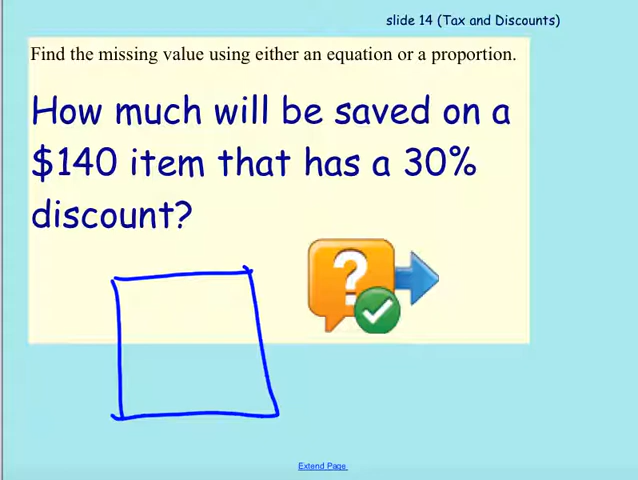 slide 14 (Tax and Discounts)
Find the missing value using either an equation or a proportion.
How much will be saved on a
$140 item that has a 30%
discount?
?
Extend Page